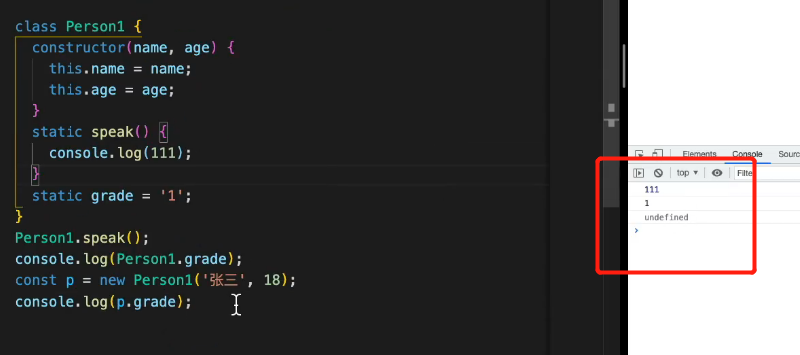 class Person1 {
constructor(name, age) {
this.name = name;
this.age = age;
}
static speak() {
console.log(111);
}
static grade = '1';
}
Person1.speak();
console.log(Person1.grade);
const p = new Person1('张三', 18);
console.log(p.grade);
Elements Console Sourc
top ▼ Filte
111
1
undefined
›